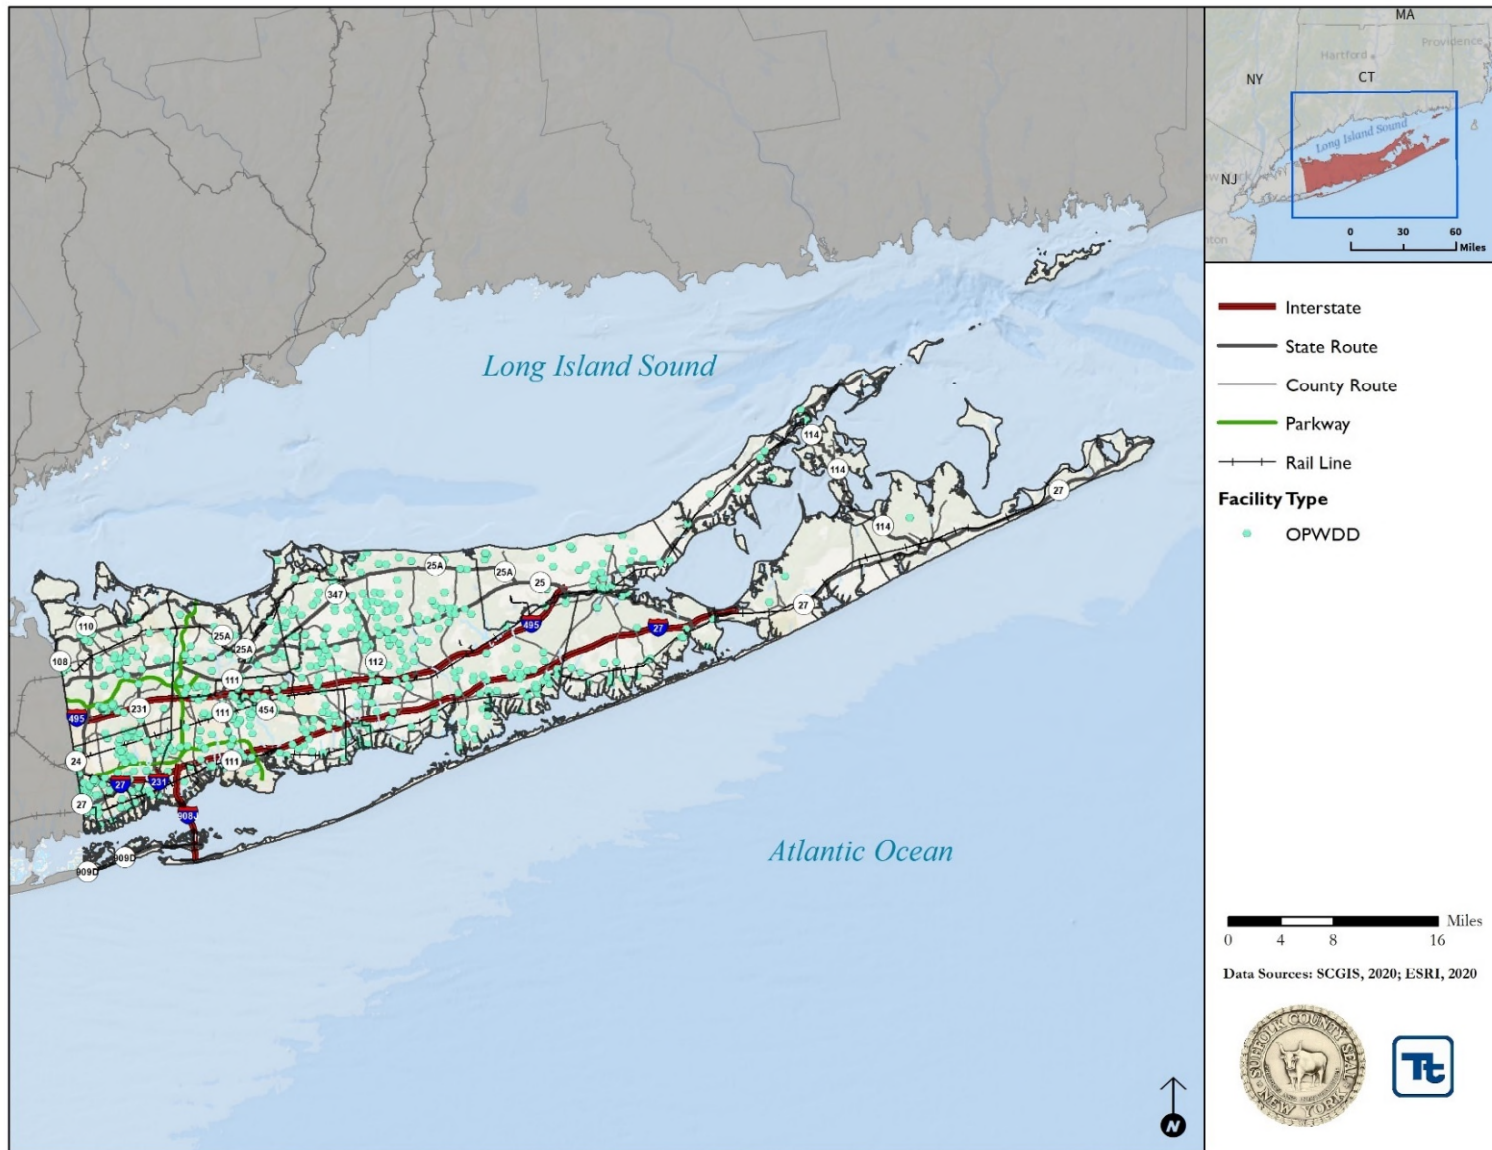 Long Island Sound
Atlantic Ocean
114
114
114
27
27
27
495
25
25A
25A
347
110
25A
25A
108
112
111
231
111
454
495
24
111
27
231
27
908J
909D
909D
N
MA
Hartford
Providence
NY
CT
Long Island Sound
NJ
0 30 60
Miles
Interstate
State Route
County Route
Parkway
Rail Line
Facility Type
OPWDD
Miles
0 4 8 16
Data Sources: SCGIS, 2020; ESRI, 2020
SUFFOLK COUNTY SEAL
NEW YORK
Tt